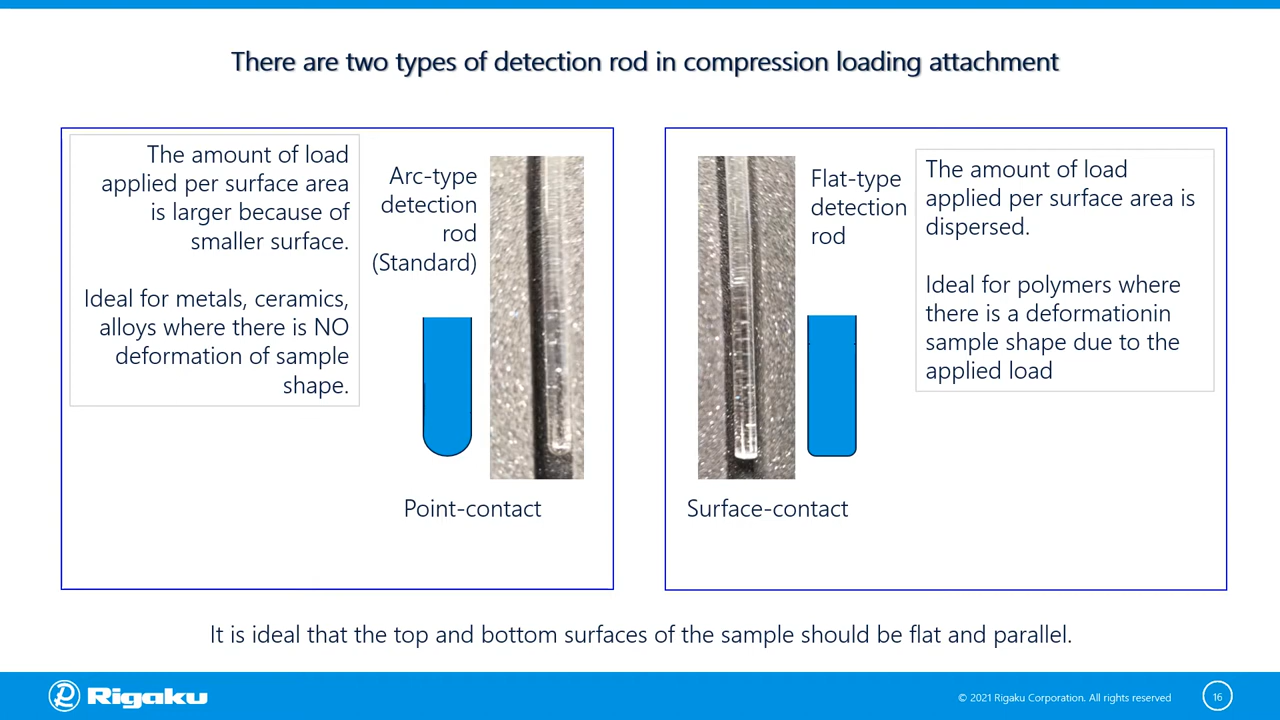 There are two types of detection rod in compression loading attachment
The amount of load
applied per surface area
is larger because of
smaller surface.
Ideal for metals, ceramics,
alloys where there is NO
deformation of sample
shape.
Arc-type
detection
rod
(Standard)
Point-contact
Flat-type
detection
rod
The amount of load
applied per surface area is
dispersed.
Ideal for polymers where
there is a deformationin
sample shape due to the
applied load
Surface-contact
It is ideal that the top and bottom surfaces of the sample should be flat and parallel.
Rigaku
© 2021 Rigaku Corporation. All rights reserved
16